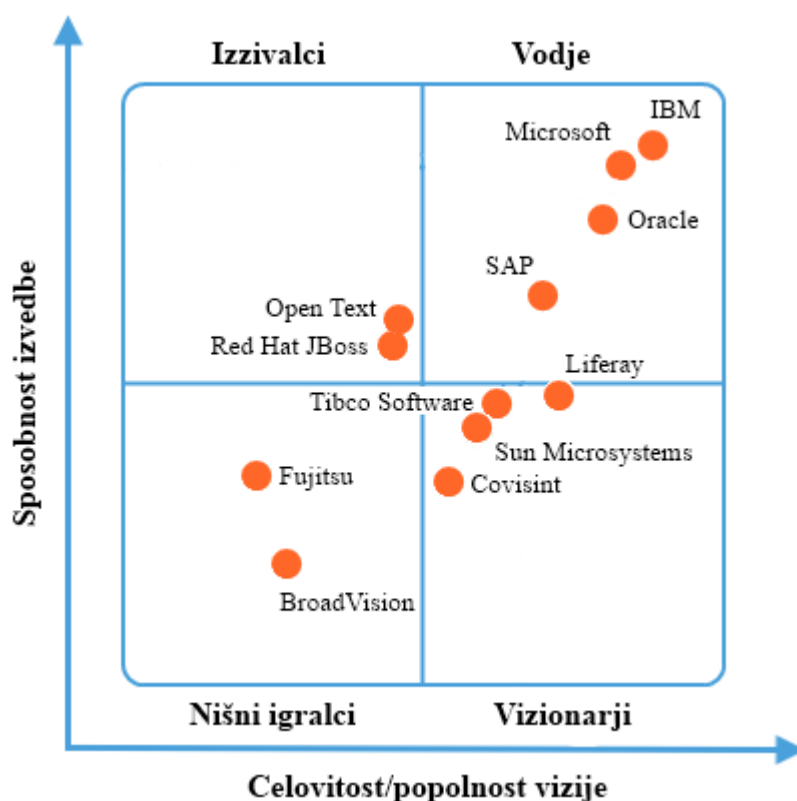 Izzivalci
Vodje
IBM
Microsoft
Oracle
SAP
Open Text
Red Hat JBoss
Liferay
Tibco Software
Sun Microsystems
Fujitsu
Covisint
BroadVision
Nišni igralci
Vizionarji
Sposobnost izvedbe
Celovitost/popolnost vizije